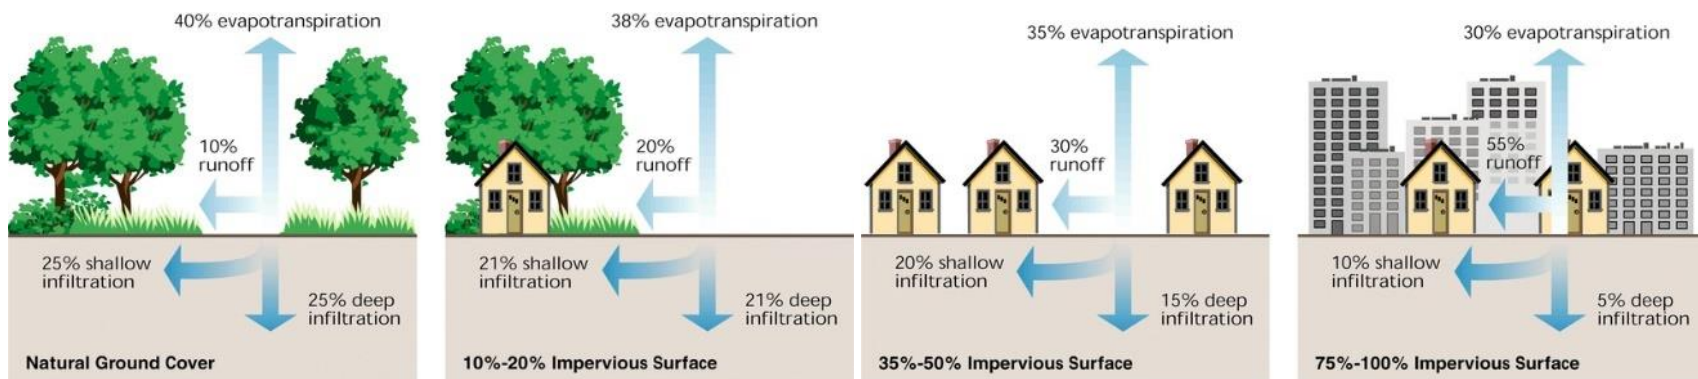 40% evapotranspiration
10%
runoff
25% shallow
infiltration
25% deep
infiltration
Natural Ground Cover
38% evapotranspiration
20%
runoff
21% shallow
infiltration
21% deep
infiltration
10%-20% Impervious Surface
35% evapotranspiration
30%
runoff
20% shallow
infiltration
15% deep
infiltration
35%-50% Impervious Surface
30% evapotranspiration
55%
runoff
10% shallow
infiltration
5% deep
infiltration
75%-100% Impervious Surface